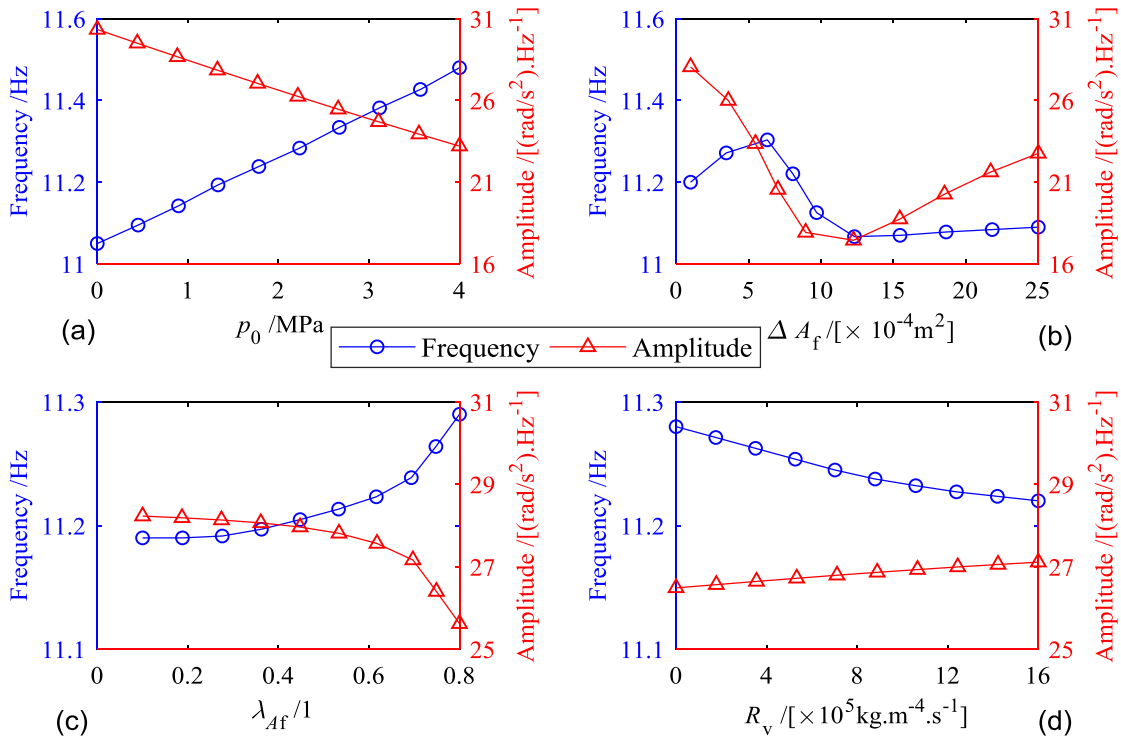 11.6
11.4
11.2
11
Frequency /Hz
31
26
21
16
Amplitude /[(rad/s²).Hz⁻¹]
0 1 2 3 4
(a)
p₀ /MPa
11.6
11.4
11.2
11
Frequency /Hz
31
26
21
16
Amplitude /[(rad/s²).Hz⁻¹]
0 5 10 15 20 25
Δ A_f /[× 10⁻⁴m²]
(b)
Frequency Amplitude
11.3
11.2
11.1
Frequency /Hz
31
29
27
25
Amplitude /[(rad/s²).Hz⁻¹]
0 0.2 0.4 0.6 0.8
(c)
λ_Af /1
11.3
11.2
11.1
Frequency /Hz
31
29
27
25
Amplitude /[(rad/s²).Hz⁻¹]
0 4 8 12 16
R_v /[×10⁵kg.m⁻⁴.s⁻¹]
(d)